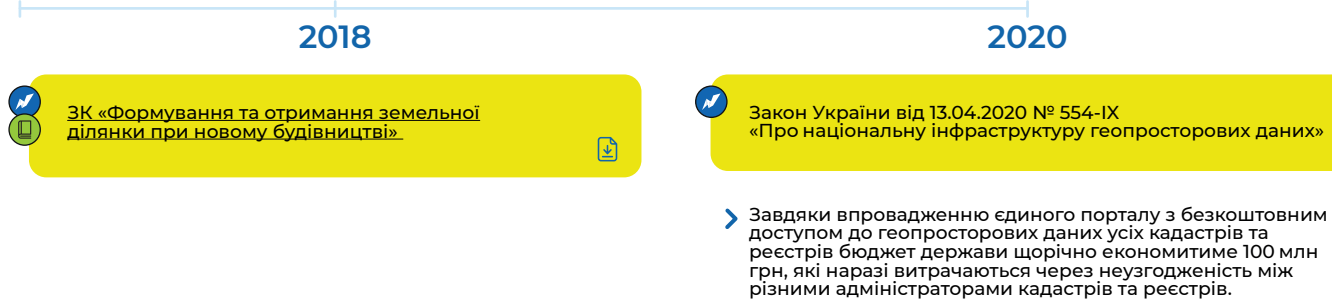 2018
2020
ЗК «Формування та отримання земельної
ділянки при новому будівництві»
Закон України від 13.04.2020 № 554-IX
«Про національну інфраструктуру геопросторових даних»
Завдяки впровадженню єдиного порталу з безкоштовним
доступом до геопросторових даних усіх кадастрів та
реєстрів бюджет держави щорічно економитиме 100 млн
грн, які наразі витрачаються через неузгодженість між
різними адміністраторами кадастрів та реєстрів.